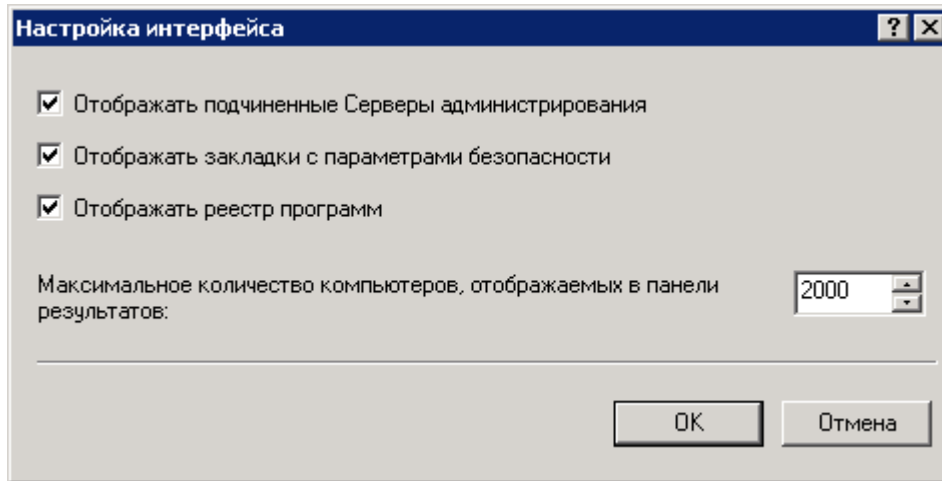 Настройка интерфейса
Отображать подчиненные Серверы администрирования
Отображать закладки с параметрами безопасности
Отображать реестр программ
Максимальное количество компьютеров, отображаемых в панели
результатов:
2000
OK
Отмена